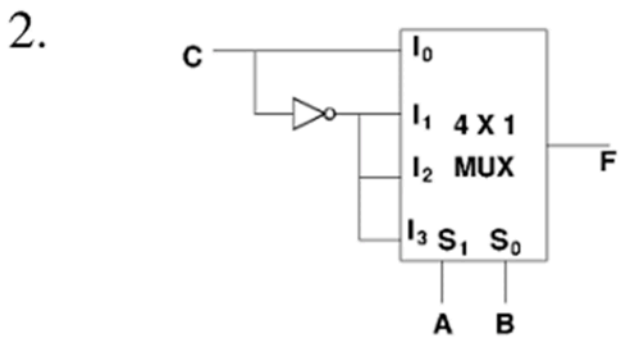 2.
C
I₀
I₁ 4 X 1
I₂ MUX
F
I₃ S₁ S₀
A B